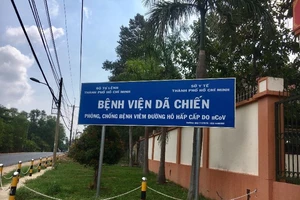 BỘ TƯ LỆNH
THÀNH PHỐ HỒ CHÍ MINH
SỞ Y TẾ
THÀNH PHỐ HỒ CHÍ MINH
BỆNH VIỆN DÃ CHIẾN
PHÒNG, CHỐNG BỆNH VIÊM ĐƯỜNG HÔ HẤP CẤP DO nCoV